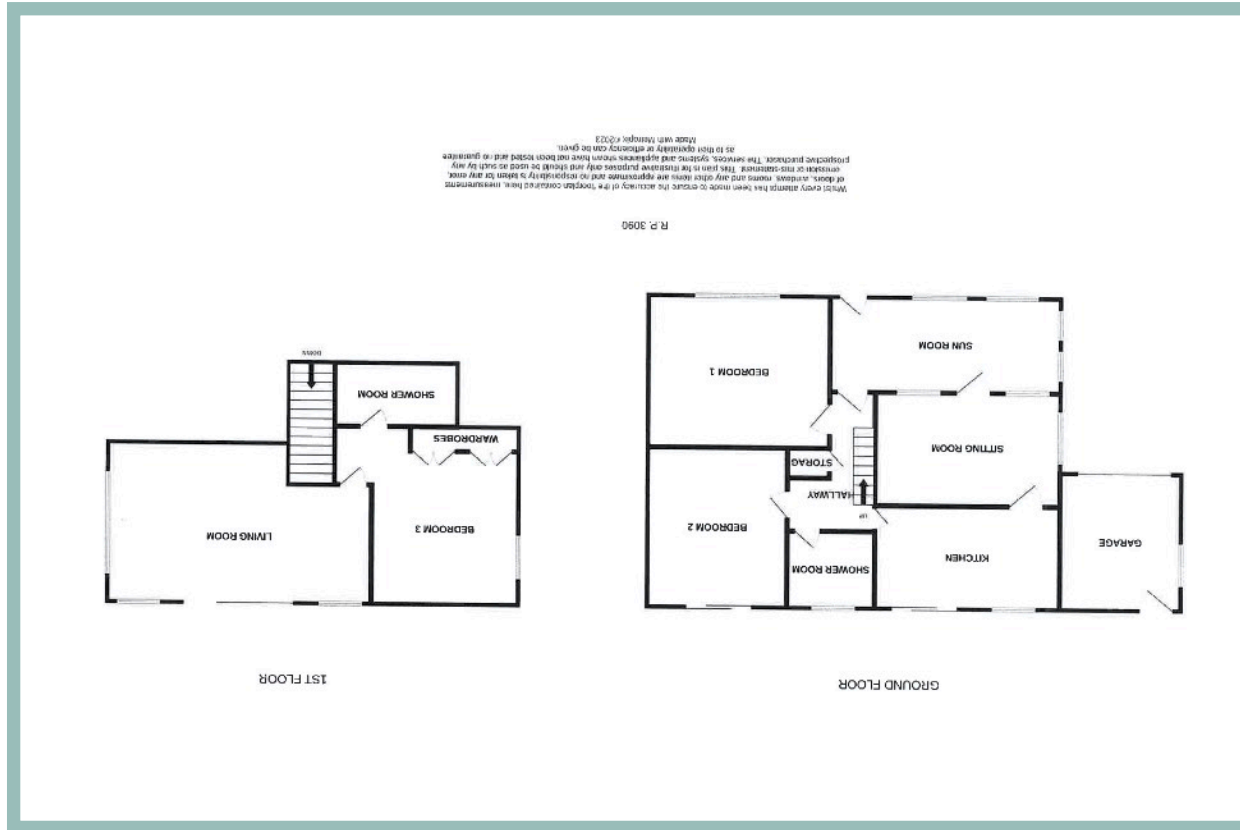 GROUND FLOOR
1ST FLOOR
GARAGE
KITCHEN
SHOWER ROOM
BEDROOM 2
UP
HALLWAY
STORAG
SITTING ROOM
SUN ROOM
BEDROOM 1
LIVING ROOM
BEDROOM 3
WARDROBES
SHOWER ROOM
DOWN
R.P. 3090
Whilst every attempt has been made to ensure the accuracy of the floorplan contained here, measurements
of doors, windows, rooms and any other items are approximate and no responsibility is taken for any error,
omission or mis-statement. This plan is for illustrative purposes only and should be used as such by any
prospective purchaser. The services, systems and appliances shown have not been tested and no guarantee
as to their operability or efficiency can be given.
Made with Metropix ©2023